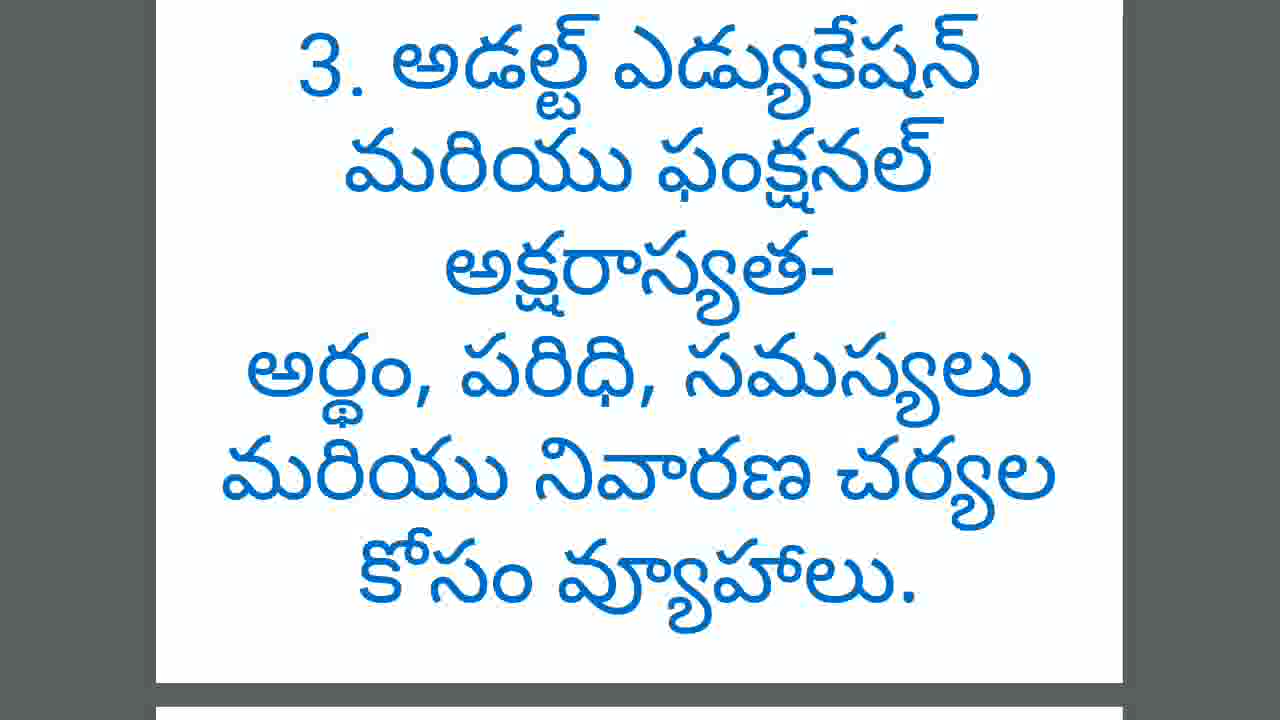 3. అడల్ట్ ఎడ్యుకేషన్
మరియు ఫంక్షనల్
అక్షరాస్యత-
అర్థం, పరిధి, సమస్యలు
మరియు నివారణ చర్యల
కోసం వ్యూహాలు.